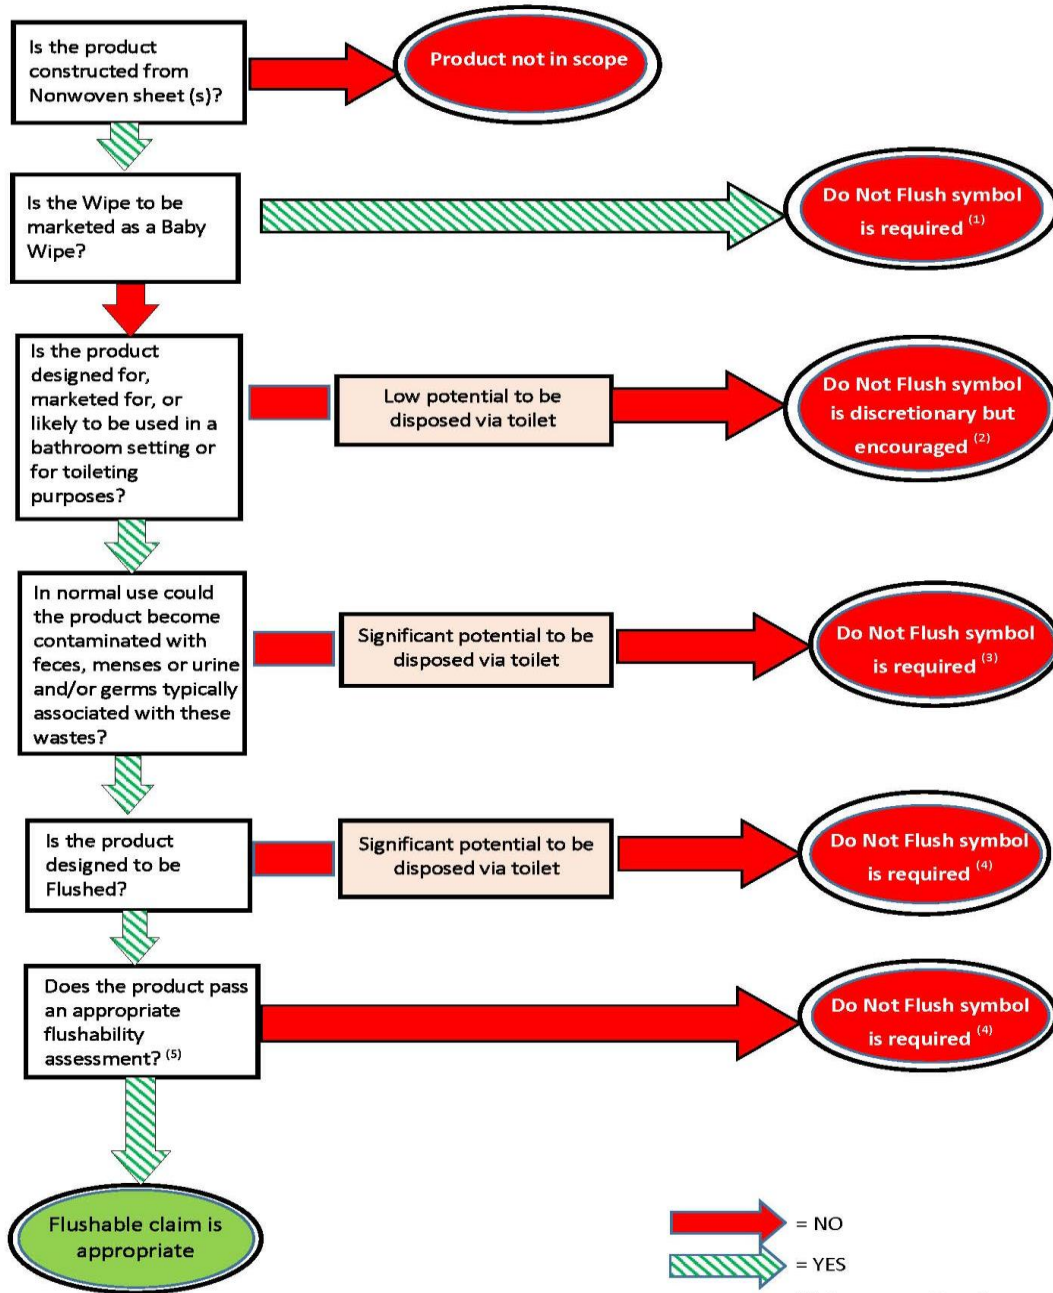 Is the product
constructed from
Nonwoven sheet (s)?
Product not in scope
Is the Wipe to be
marketed as a Baby
Wipe?
Do Not Flush symbol
is required (1)
Is the product
designed for,
marketed for, or
likely to be used in a
bathroom setting or
for toileting
purposes?
Low potential to be
disposed via toilet
Do Not Flush symbol
is discretionary but
encouraged (2)
In normal use could
the product become
contaminated with
feces, menses or urine
and/or germs typically
associated with these
wastes?
Significant potential to be
disposed via toilet
Do Not Flush symbol
is required (3)
Is the product
designed to be
Flushed?
Significant potential to be
disposed via toilet
Do Not Flush symbol
is required (4)
Does the product pass
an appropriate
flushability
assessment? (5)
Do Not Flush symbol
is required (4)
Flushable claim is
appropriate
= NO
= YES